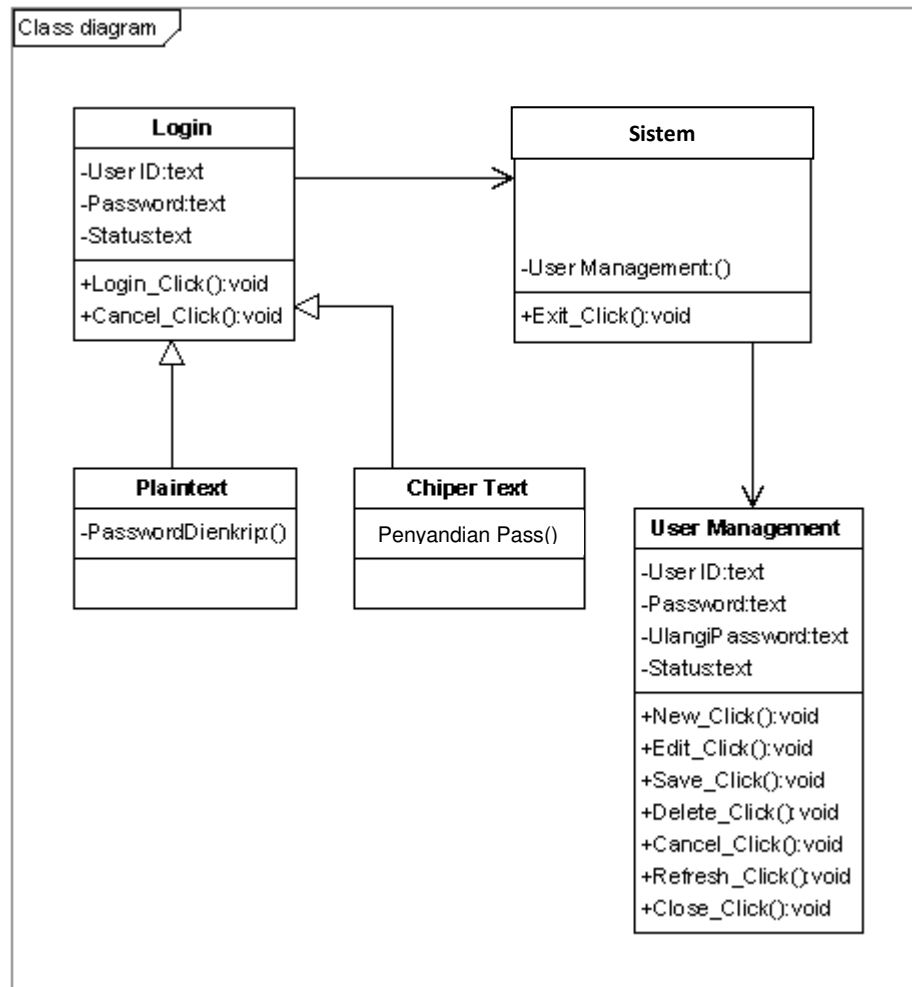 Class diagram
Login
-User ID:text
-Password:text
-Status:text
+Login_Click():void
+Cancel_Click():void
Sistem
-User Management:()
+Exit_Click():void
Plaintext
-PasswordDienkrip:()
Chiper Text
Penyandian Pass()
User Management
-User ID:text
-Password:text
-UlangiPassword:text
-Status:text
+New_Click():void
+Edit_Click():void
+Save_Click():void
+Delete_Click():void
+Cancel_Click():void
+Refresh_Click():void
+Close_Click():void